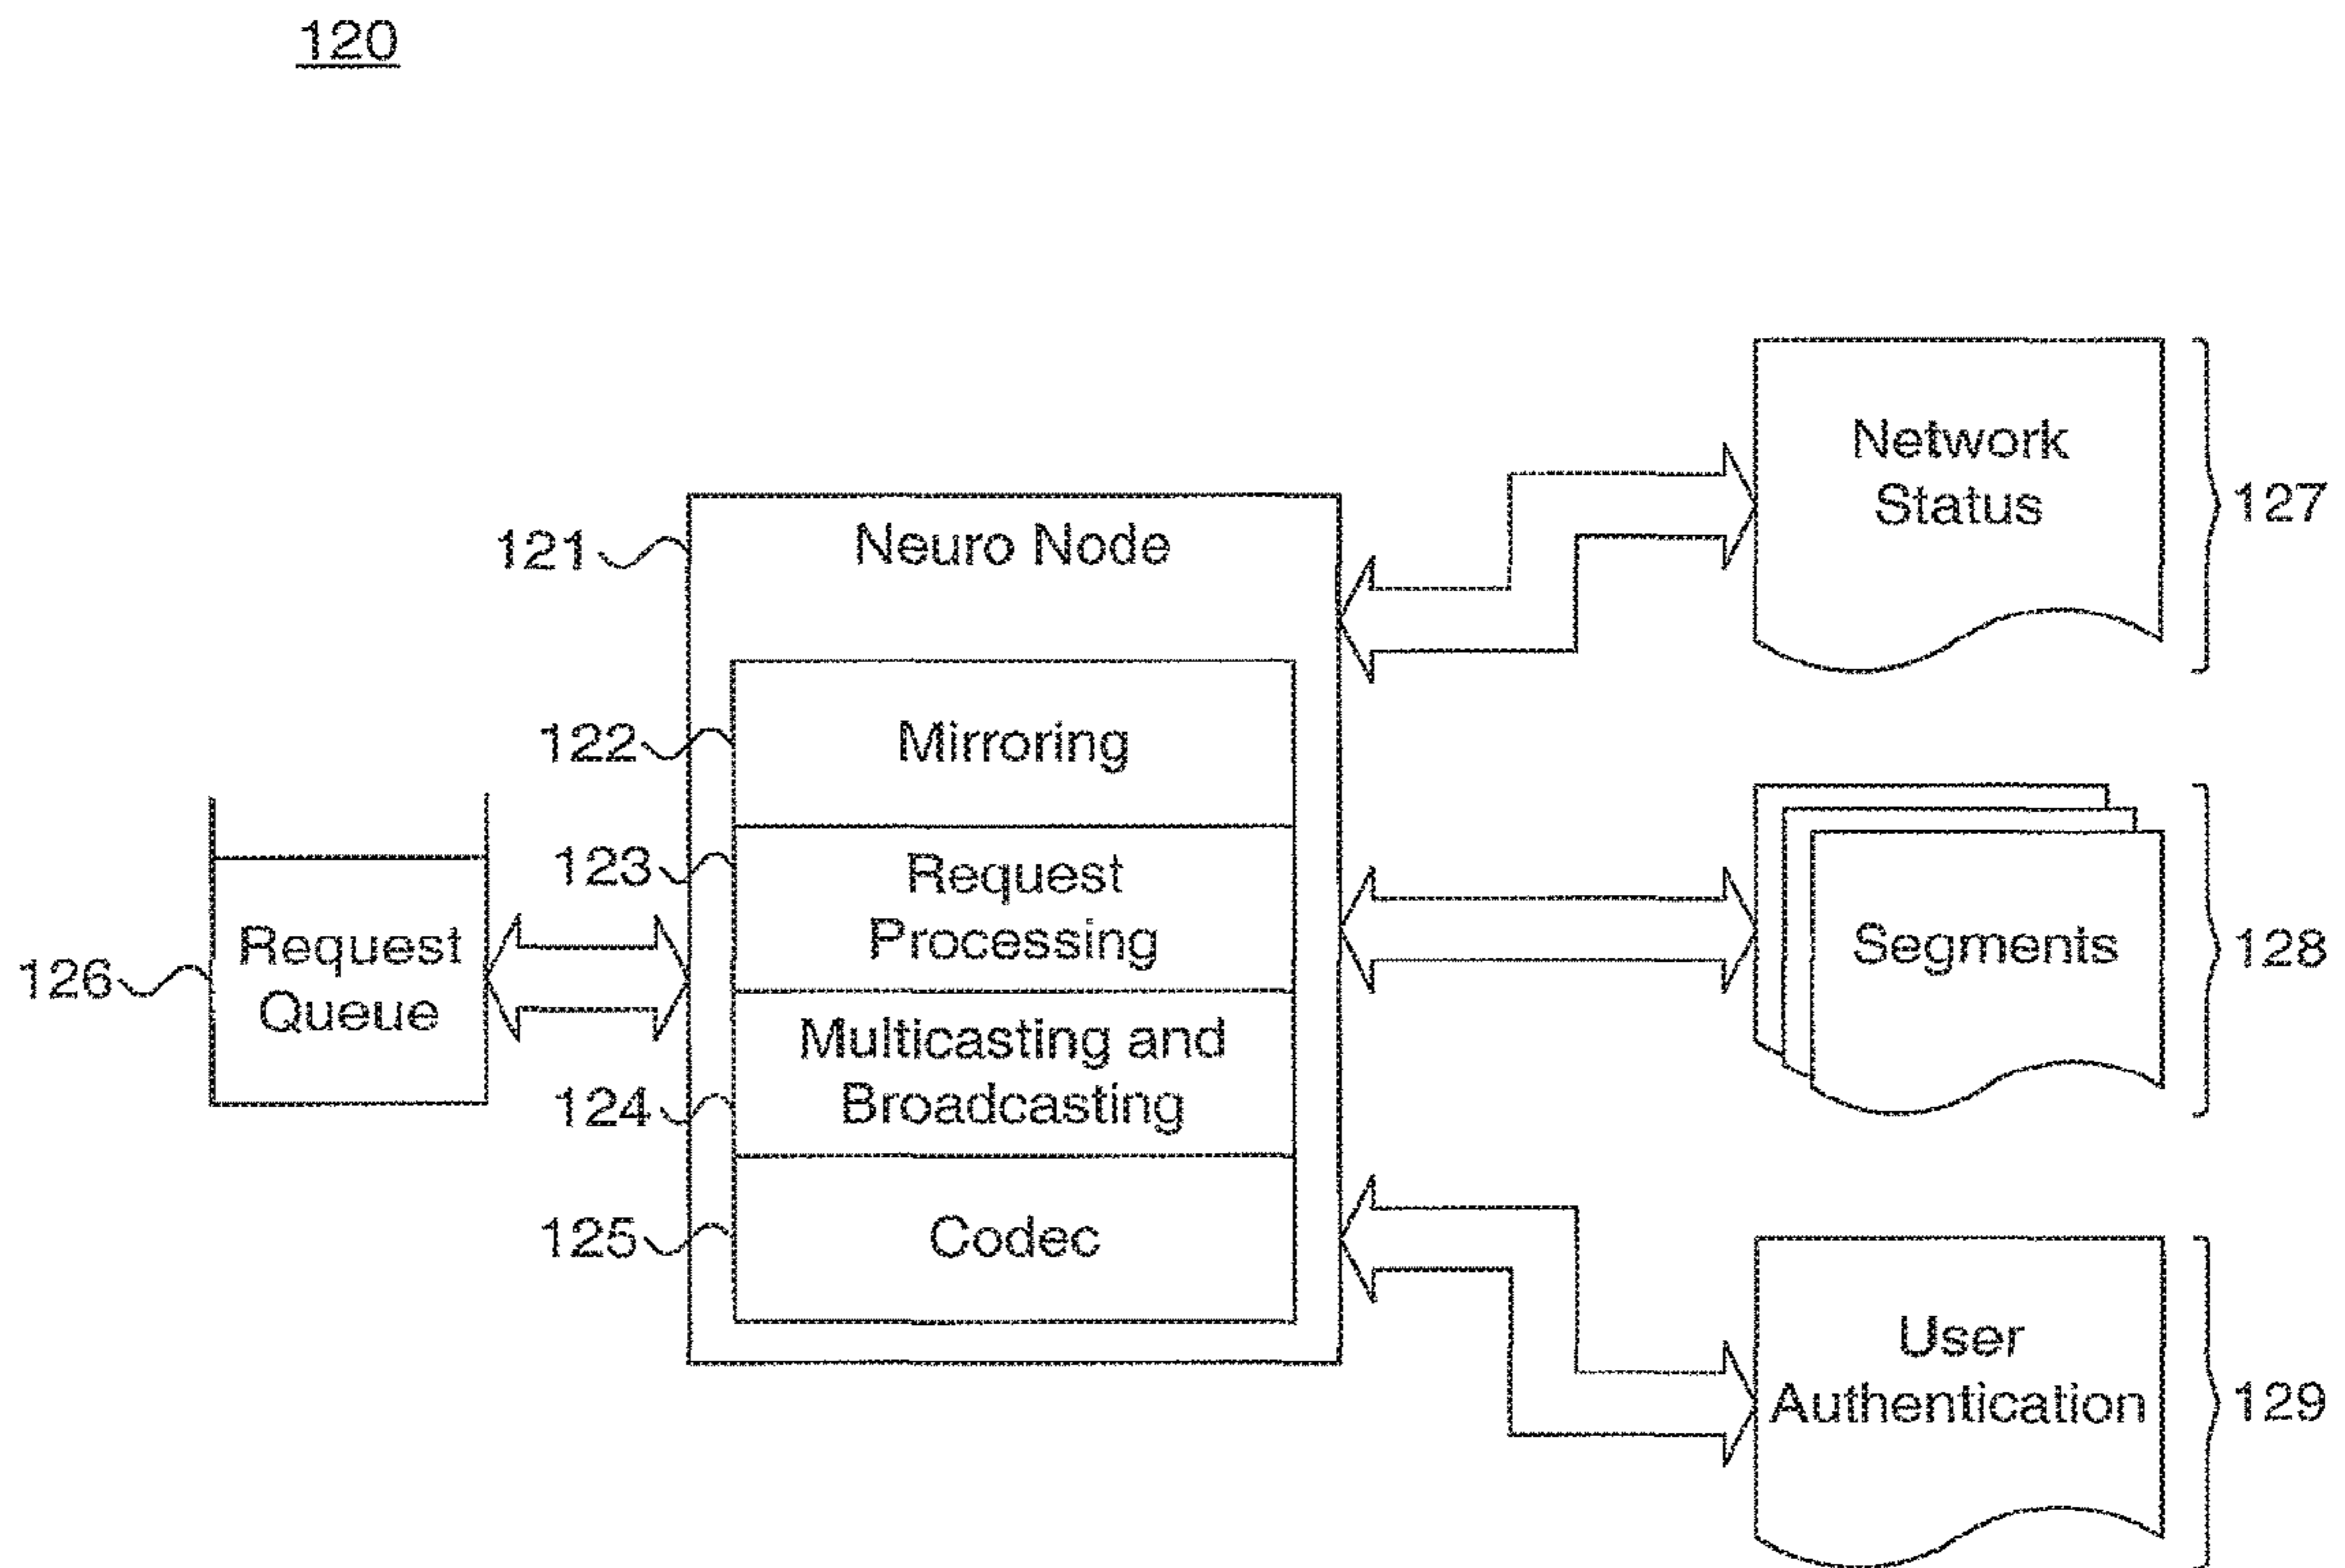 120
Network
Status
127
121
Neuro Node
122
Mirroring
123
Request
Processing
126
Request
Queue
Segments
128
124
Multicasting and
Broadcasting
125
Codec
User
Authentication
129